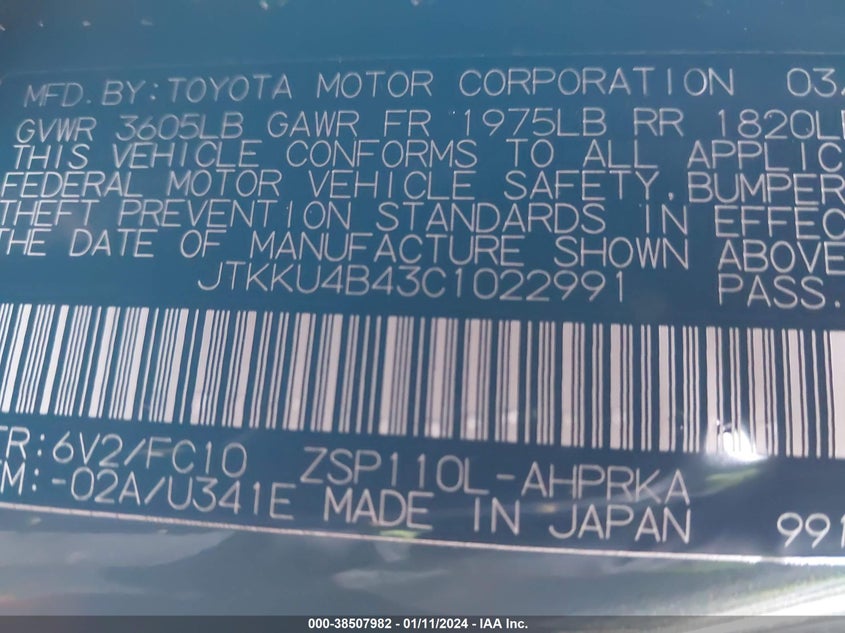 MFD. BY: TOYOTA MOTOR CORPORATION 03/
GVWR 3605LB GAWR FR 1975LB RR 1820L
THIS VEHICLE CONFORMS TO ALL APPLIC
FEDERAL MOTOR VEHICLE SAFETY, BUMPER
THEFT PREVENTION STANDARDS IN EFFEC
THE DATE OF MANUFACTURE SHOWN ABOVE
JTKKU4B43C1022991 PASS.
TR: 6V2/FC10 ZSP110L-AHPRKA
TM: -02A/U341E MADE IN JAPAN 991
000-38507982 - 01/11/2024 - IAA Inc.